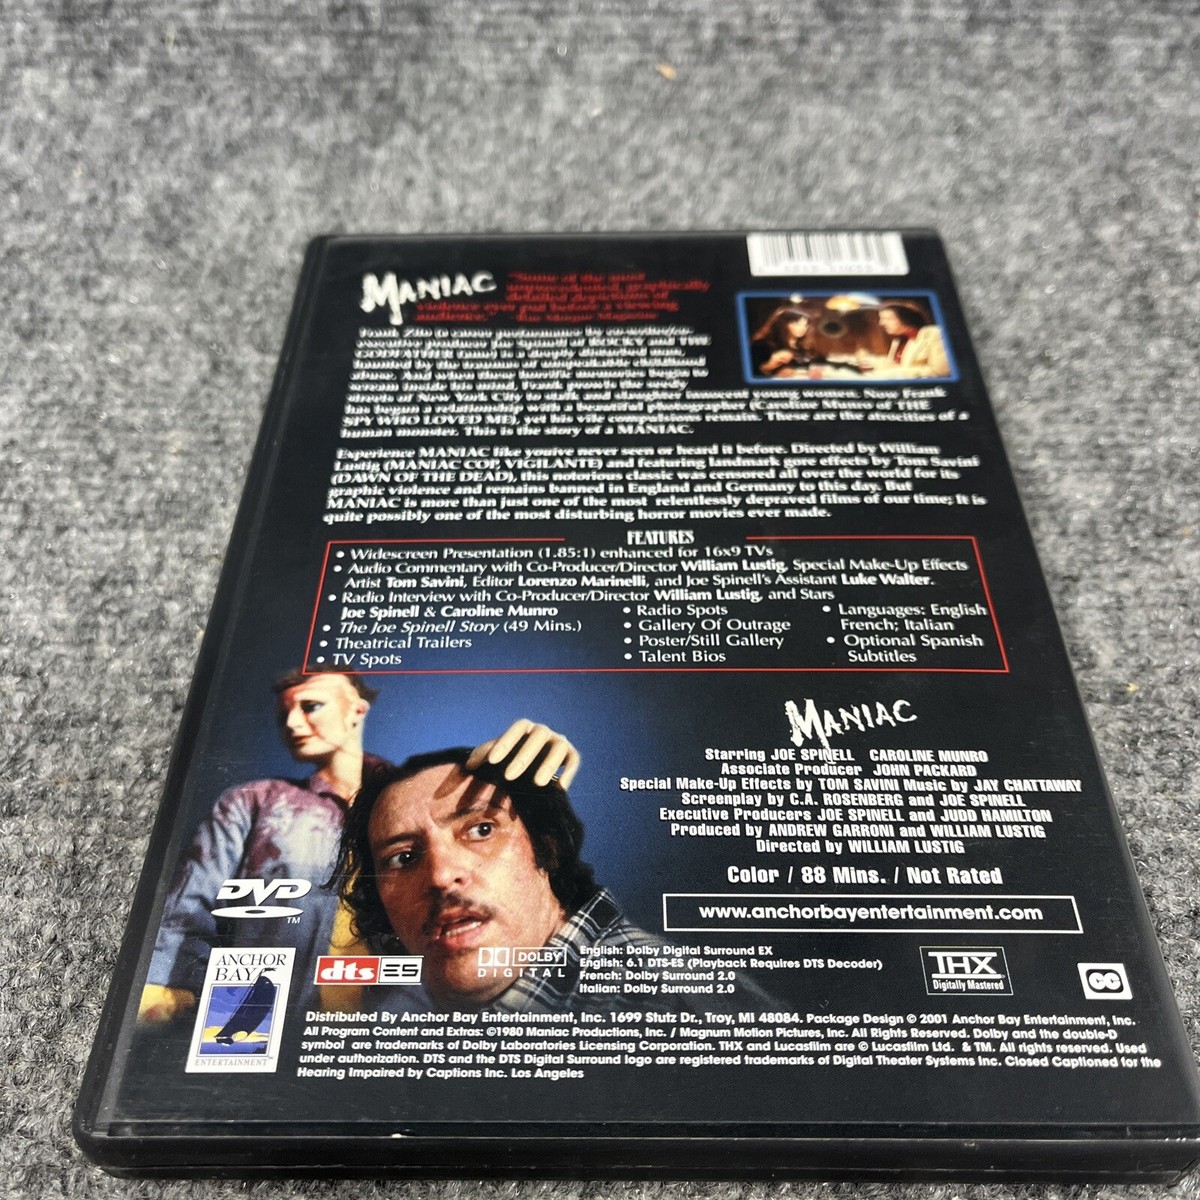 MANIAC
"Some of the most
unprecedented, graphically
detailed depictions of
violence ever put before a viewing
audience." - Magazine
Frank Zito (a career performance by co-writer/co-
executive producer Joe Spinell of ROCKY and THE
GODFATHER fame) is a deeply disturbed man,
haunted by the traumas of unspeakable childhood
abuse. And when these horrific memories begin to
scream inside his mind, Frank prowls the seedy
streets of New York City to stalk and slaughter innocent young women. Now Frank
has begun a relationship with a beautiful photographer (Caroline Munro of THE
SPY WHO LOVED ME), yet his vile compulsions remain. These are the atrocities of a
human monster. This is the story of a MANIAC.
Experience MANIAC like you've never seen or heard it before. Directed by William
Lustig (MANIAC COP, VIGILANTE) and featuring landmark gore effects by Tom Savini
(DAWN OF THE DEAD), this notorious classic was censored all over the world for its
graphic violence and remains banned in England and Germany to this day. But
MANIAC is more than just one of the most relentlessly depraved films of our time; It is
quite possibly one of the most disturbing horror movies ever made.
FEATURES
• Widescreen Presentation (1.85:1) enhanced for 16x9 TVs
• Audio Commentary with Co-Producer/Director William Lustig, Special Make-Up Effects
Artist Tom Savini, Editor Lorenzo Marinelli, and Joe Spinell's Assistant Luke Walter.
• Radio Interview with Co-Producer/Director William Lustig, and Stars
Joe Spinell & Caroline Munro
• The Joe Spinell Story (49 Mins.)
• Theatrical Trailers
• TV Spots
• Radio Spots
• Gallery Of Outrage
• Poster/Still Gallery
• Talent Bios
• Languages: English
French; Italian
• Optional Spanish
Subtitles
MANIAC
Starring JOE SPINELL CAROLINE MUNRO
Associate Producer JOHN PACKARD
Special Make-Up Effects by TOM SAVINI Music by JAY CHATTAWAY
Screenplay by C.A. ROSENBERG and JOE SPINELL
Executive Producers JOE SPINELL and JUDD HAMILTON
Produced by ANDREW GARRONI and WILLIAM LUSTIG
Directed by WILLIAM LUSTIG
Color / 88 Mins. / Not Rated
www.anchorbayentertainment.com
DVD
TM
ANCHOR
BAY
ENTERTAINMENT
dts ES
DOLBY
DIGITAL
English: Dolby Digital Surround EX
English: 6.1 DTS-ES (Playback Requires DTS Decoder)
French: Dolby Surround 2.0
Italian: Dolby Surround 2.0
THX
Digitally Mastered
CC
Distributed By Anchor Bay Entertainment, Inc. 1699 Stutz Dr., Troy, MI 48084. Package Design © 2001 Anchor Bay Entertainment, Inc.
All Program Content and Extras: ©1980 Maniac Productions, Inc. / Magnum Motion Pictures, Inc. All Rights Reserved. Dolby and the double-D
symbol are trademarks of Dolby Laboratories Licensing Corporation. THX and Lucasfilm are © Lucasfilm Ltd. & TM. All rights reserved. Used
under authorization. DTS and the DTS Digital Surround logo are registered trademarks of Digital Theater Systems Inc. Closed Captioned for the
Hearing Impaired by Captions Inc. Los Angeles